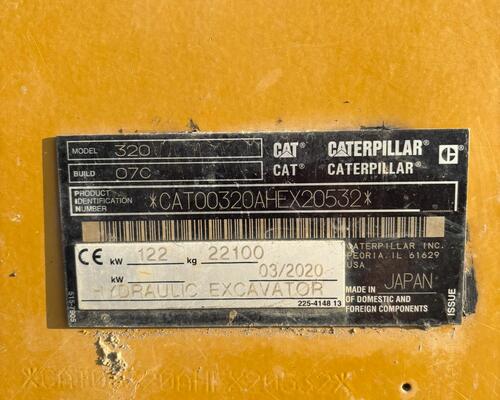 MODEL 320 CAT CATERPILLAR
BUILD 07C CAT CATERPILLAR
PRODUCT IDENTIFICATION NUMBER *CAT00320AHEX20532*
CE kW 122 kg 22100
kW 03/2020
HYDRAULIC EXCAVATOR
225-4148 13
CATERPILLAR INC.
PEORIA, IL 61629
USA
JAPAN
MADE OF DOMESTIC AND
FOREIGN COMPONENTS
ISSUE
*CAT00320AHEX20532*